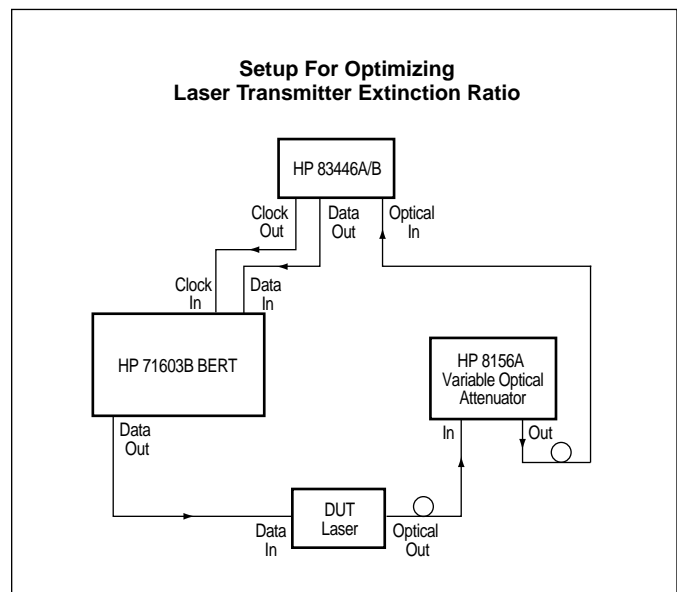 Setup For Optimizing
Laser Transmitter Extinction Ratio
HP 83446A/B
Clock
Out
Data
Out
Optical
In
Clock
In
Data
In
HP 71603B BERT
HP 8156A
Variable Optical
Attenuator
Data
Out
In
Out
DUT
Laser
Data
In
Optical
Out